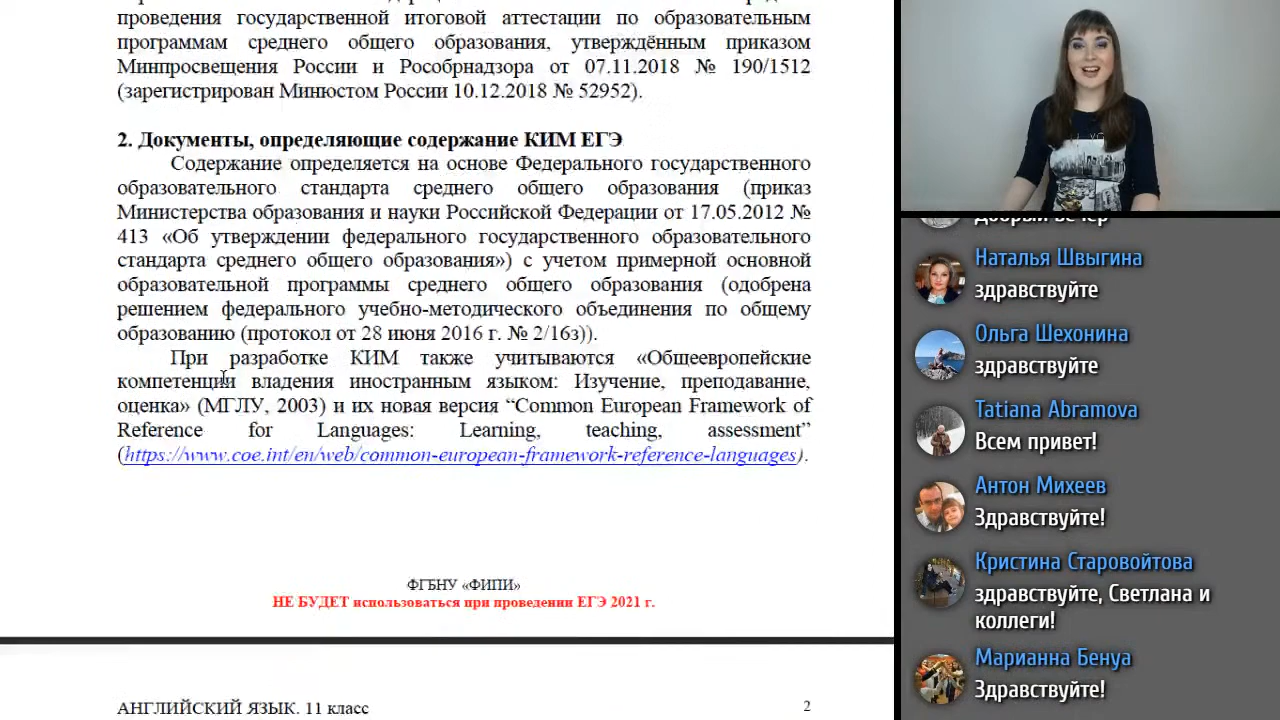 проведения государственной итоговой аттестации по образовательным
программам среднего общего образования, утверждённым приказом
Минпросвещения России и Рособрнадзора от 07.11.2018 № 190/1512
(зарегистрирован Минюстом России 10.12.2018 № 52952).
2. Документы, определяющие содержание КИМ ЕГЭ
Содержание определяется на основе Федерального государственного
образовательного стандарта среднего общего образования (приказ
Министерства образования и науки Российской Федерации от 17.05.2012 №
413 «Об утверждении федерального государственного образовательного
стандарта среднего общего образования») с учетом примерной основной
образовательной программы среднего общего образования (одобрена
решением федерального учебно-методического объединения по общему
образованию (протокол от 28 июня 2016 г. № 2/16з)).
При разработке КИМ также учитываются «Общеевропейские
компетенции владения иностранным языком: Изучение, преподавание,
оценка» (МГЛУ, 2003) и их новая версия “Common European Framework of
Reference for Languages: Learning, teaching, assessment”
(https://www.coe.int/en/web/common-european-framework-reference-languages).
ФГБНУ «ФИПИ»
НЕ БУДЕТ использоваться при проведении ЕГЭ 2021 г.
АНГЛИЙСКИЙ ЯЗЫК. 11 класс
2
Добрый вечер
Наталья Швыгина
здравствуйте
Ольга Шехонина
здравствуйте
Tatiana Abramova
Всем привет!
Антон Михеев
Здравствуйте!
Кристина Старовойтова
здравствуйте, Светлана и
коллеги!
Марианна Бенуа
Здравствуйте!